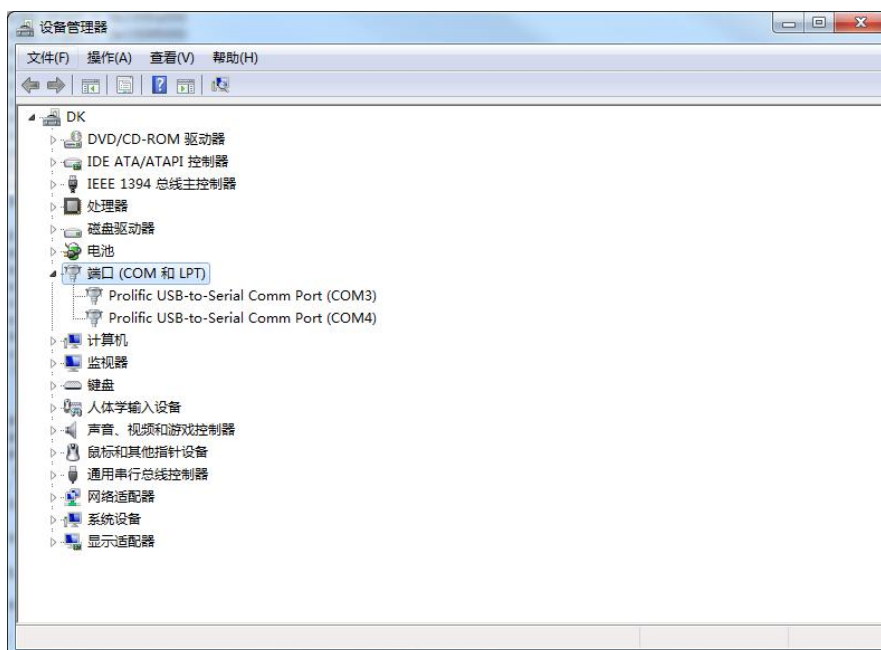 设备管理器
文件(F) 操作(A) 查看(V) 帮助(H)
DK
DVD/CD-ROM 驱动器
IDE ATA/ATAPI 控制器
IEEE 1394 总线主控制器
处理器
磁盘驱动器
电池
端口 (COM 和 LPT)
Prolific USB-to-Serial Comm Port (COM3)
Prolific USB-to-Serial Comm Port (COM4)
计算机
监视器
键盘
人体学输入设备
声音、视频和游戏控制器
鼠标和其他指针设备
通用串行总线控制器
网络适配器
系统设备
显示适配器